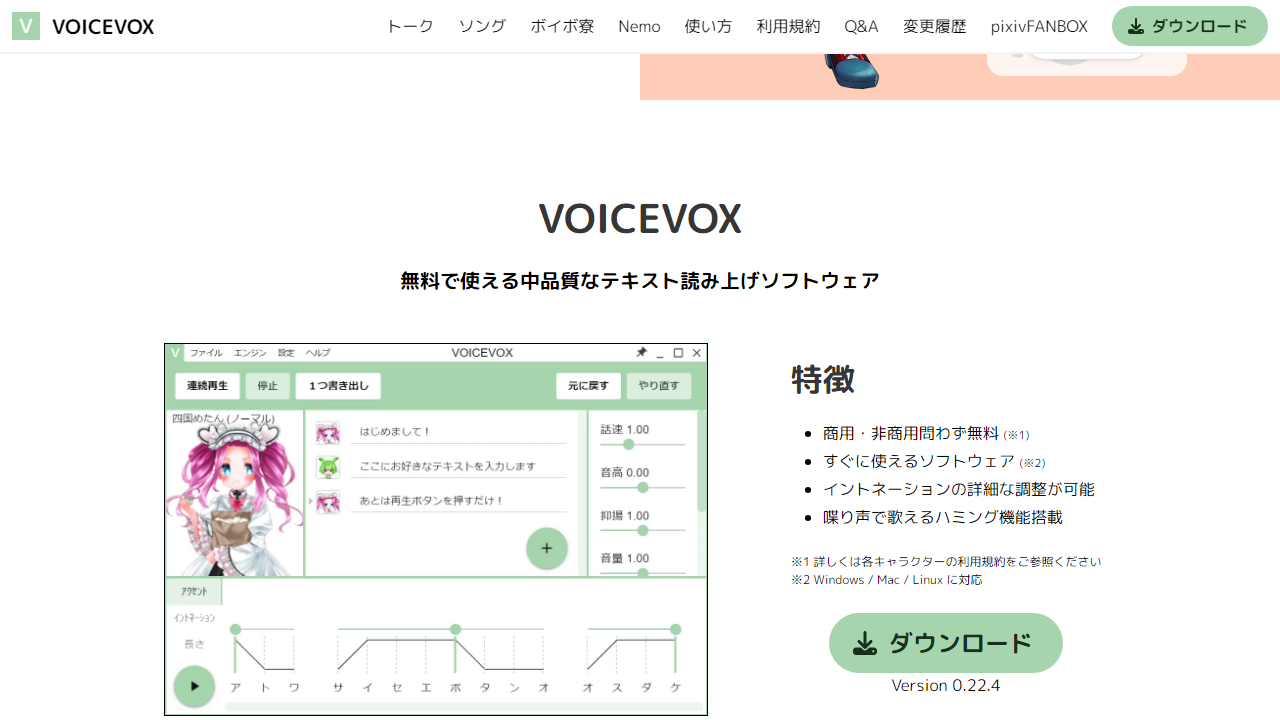 V VOICEVOX トーク ソング ボイボ寮 Nemo 使い方 利用規約 Q&A 変更履歴 pixivFANBOX ダウンロード
VOICEVOX
無料で使える中品質なテキスト読み上げソフトウェア
V ファイル エンジン 設定 ヘルプ VOICEVOX
連続再生 停止 1つ書き出し 元に戻す やり直す
四国めたん (ノーマル)
はじめまして！
ここにお好きなテキストを入力します
あとは再生ボタンを押すだけ！
話速 1.00
音高 0.00
抑揚 1.00
音量 1.00
アクセント
イントネーション
長さ
ア ト ワ サ イ セ エ ボ タ ン オ オ ス ダ ケ
特徴
商用・非商用問わず無料 (※1)
すぐに使えるソフトウェア (※2)
イントネーションの詳細な調整が可能
喋り声で歌えるハミング機能搭載
※1 詳しくは各キャラクターの利用規約をご参照ください
※2 Windows / Mac / Linux に対応
ダウンロード
Version 0.22.4